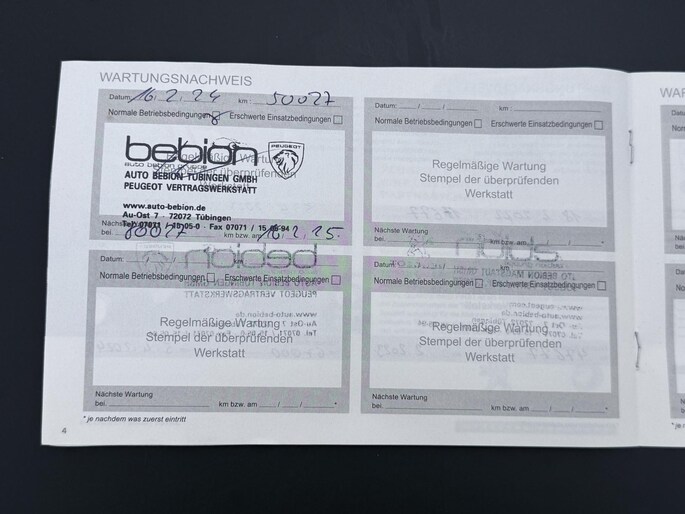 WARTUNGSNACHWEIS
WAR
Datum: 16.2.24 km: 50027
Normale Betriebsbedingungen Erschwerte Einsatzbedingungen
bebion PEUGEOT
auto bebion gruppe
AUTO BEBION TÜBINGEN GMBH
PEUGEOT VERTRAGSWERKSTATT
www.auto-bebion.de
Au-Ost 7 · 72072 Tübingen
Nächste Wartung
bei km bzw. am 16.2.25.
Datum: / / km:
Normale Betriebsbedingungen Erschwerte Einsatzbedingungen
Regelmäßige Wartung
Stempel der überprüfenden
Werkstatt
Nächste Wartung
bei km bzw. am / / *
Datum: / / km:
Normale Betriebsbedingungen Erschwerte Einsatzbedingungen
Regelmäßige Wartung
Stempel der überprüfenden
Werkstatt
Nächste Wartung
bei. km bzw. am / / *
Datum: km:
Normale Betriebsbedingungen Erschwerte Einsatzbedingungen
Regelmäßige Wartung
Stempel der überprüfenden
Werkstatt
Nächste Wartung
bei. km bzw. am / / *
* je nachdem was zuerst eintritt
4